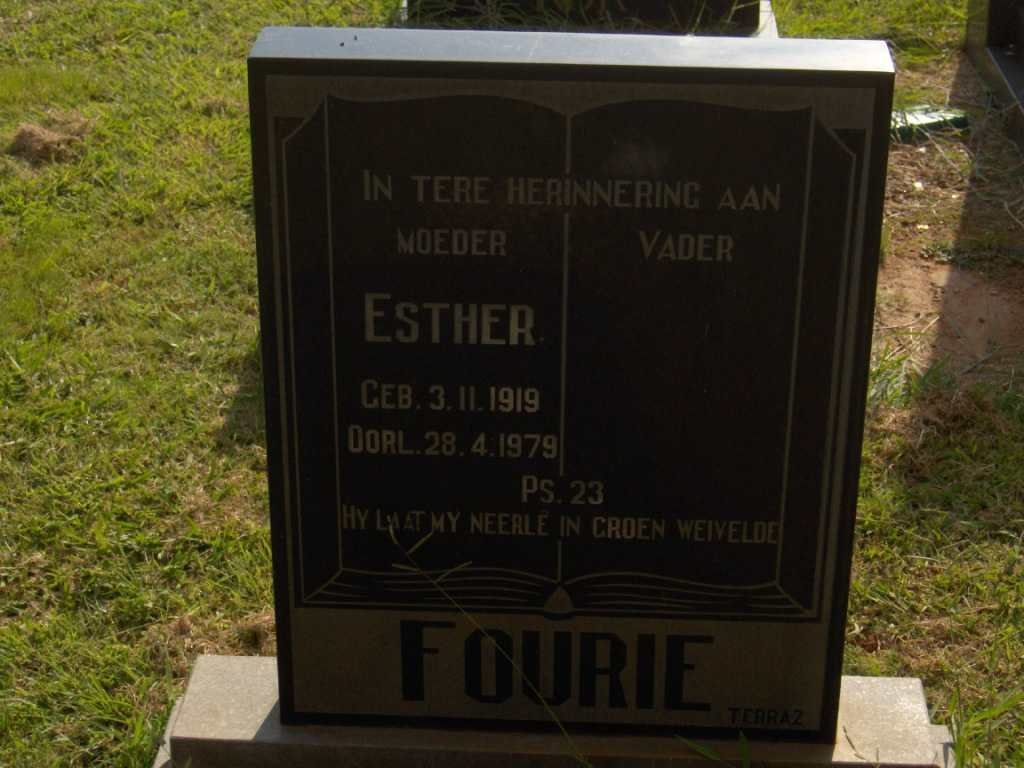 IN TERE HERINNERING AAN
MOEDER VADER
ESTHER.
GEB. 3.11.1919
OORL. 28.4.1979
PS. 23
HY LAAT MY NEERLÊ IN GROEN WEIVELDE
FOURIE
TERRAZ